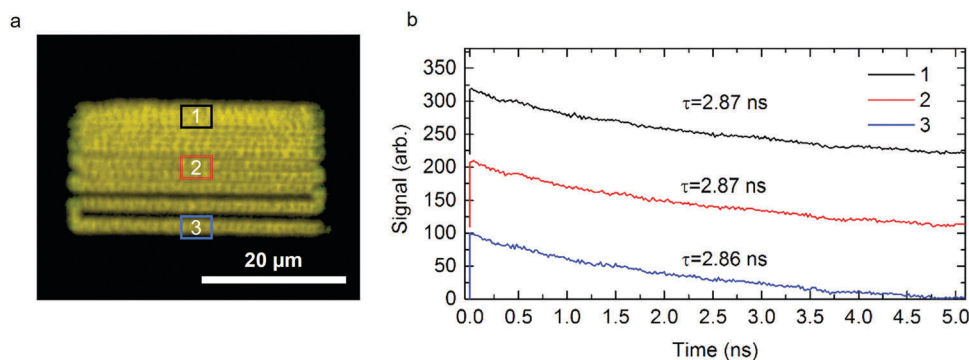 a
1
2
3
20 µm
b
Signal (arb.)
350
300
250
200
150
100
50
0
1
2
3
τ=2.87 ns
τ=2.87 ns
τ=2.86 ns
0.0 0.5 1.0 1.5 2.0 2.5 3.0 3.5 4.0 4.5 5.0
Time (ns)